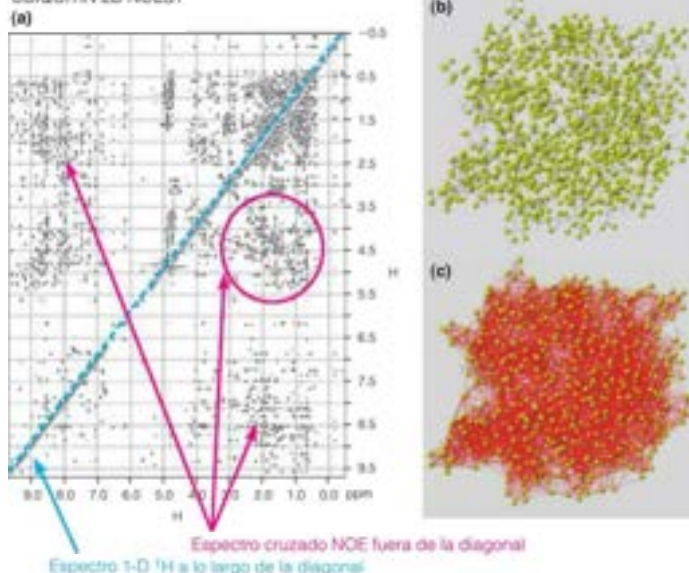 (a)
(b)
-0.5
0.5
1.5
2.5
3.5
4.5
H
5.5
6.5
7.5
8.5
9.5
(c)
9.0 8.0 7.0 6.0 5.0 4.0 3.0 2.0 1.0 0.0 ppm
H
Espectro cruzado NOE fuera de la diagonal
Espectro 1-D ¹H a lo largo de la diagonal